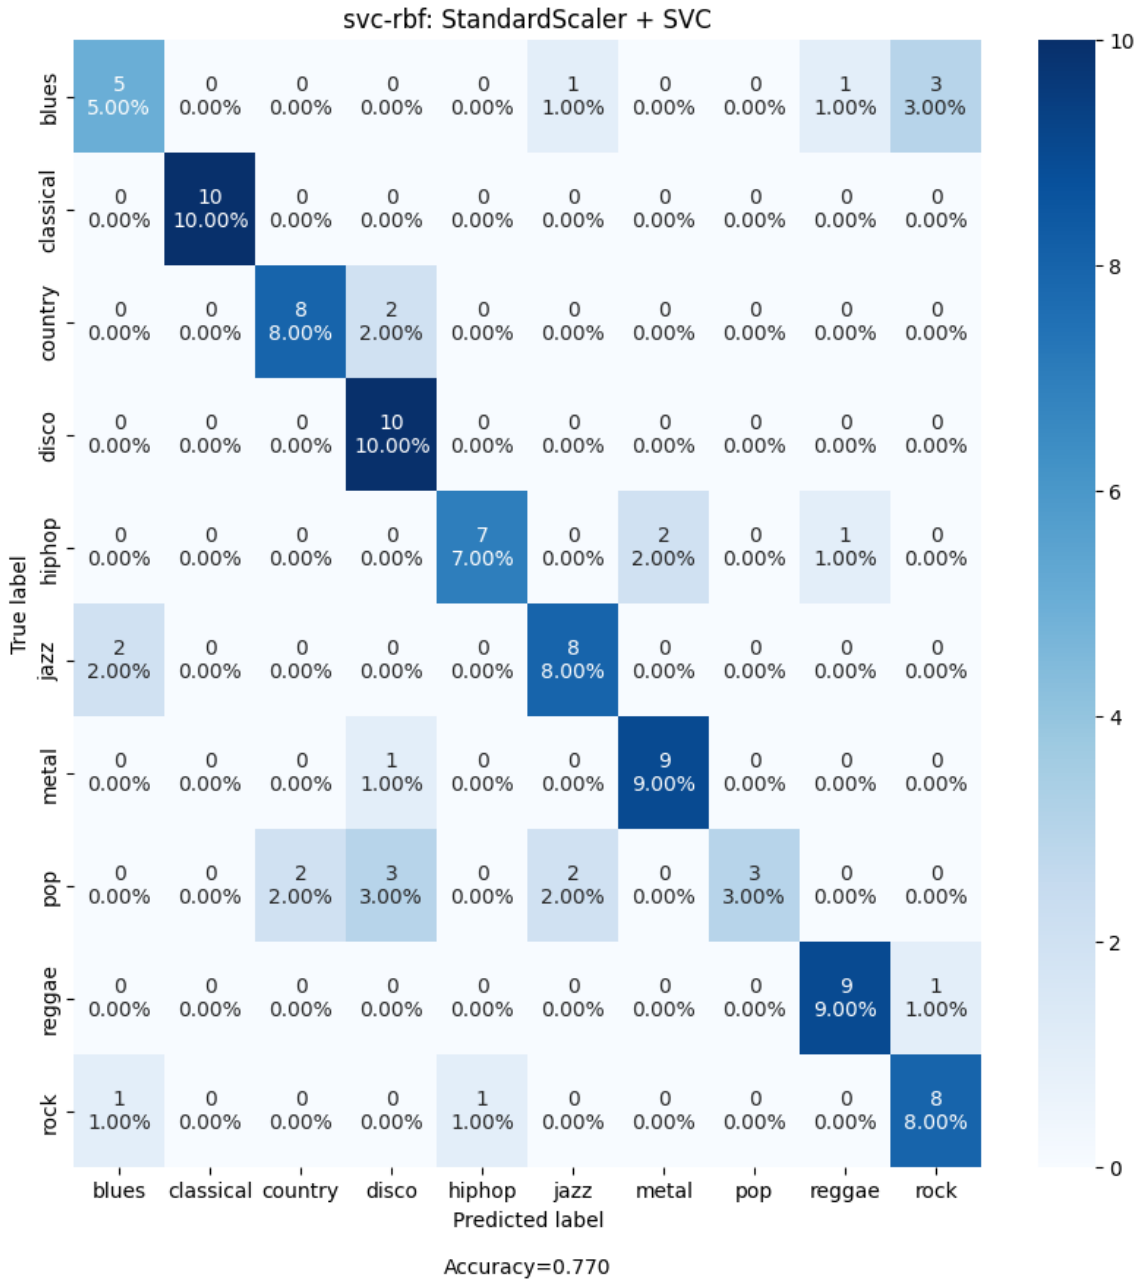 svc-rbf: StandardScaler + SVC
blues
5 0 0 0 0 1 0 0 1 3
5.00% 0.00% 0.00% 0.00% 0.00% 1.00% 0.00% 0.00% 1.00% 3.00%
classical
0 10 0 0 0 0 0 0 0 0
0.00% 10.00% 0.00% 0.00% 0.00% 0.00% 0.00% 0.00% 0.00% 0.00%
country
0 0 8 2 0 0 0 0 0 0
0.00% 0.00% 8.00% 2.00% 0.00% 0.00% 0.00% 0.00% 0.00% 0.00%
disco
0 0 0 10 0 0 0 0 0 0
0.00% 0.00% 0.00% 10.00% 0.00% 0.00% 0.00% 0.00% 0.00% 0.00%
hiphop
0 0 0 0 7 0 2 0 1 0
0.00% 0.00% 0.00% 0.00% 7.00% 0.00% 2.00% 0.00% 1.00% 0.00%
True label
jazz
2 0 0 0 0 8 0 0 0 0
2.00% 0.00% 0.00% 0.00% 0.00% 8.00% 0.00% 0.00% 0.00% 0.00%
metal
0 0 0 1 0 0 9 0 0 0
0.00% 0.00% 0.00% 1.00% 0.00% 0.00% 9.00% 0.00% 0.00% 0.00%
pop
0 0 2 3 0 2 0 3 0 0
0.00% 0.00% 2.00% 3.00% 0.00% 2.00% 0.00% 3.00% 0.00% 0.00%
reggae
0 0 0 0 0 0 0 0 9 1
0.00% 0.00% 0.00% 0.00% 0.00% 0.00% 0.00% 0.00% 9.00% 1.00%
rock
1 0 0 0 1 0 0 0 0 8
1.00% 0.00% 0.00% 0.00% 1.00% 0.00% 0.00% 0.00% 0.00% 8.00%
blues classical country disco hiphop jazz metal pop reggae rock
Predicted label
Accuracy=0.770
10
8
6
4
2
0